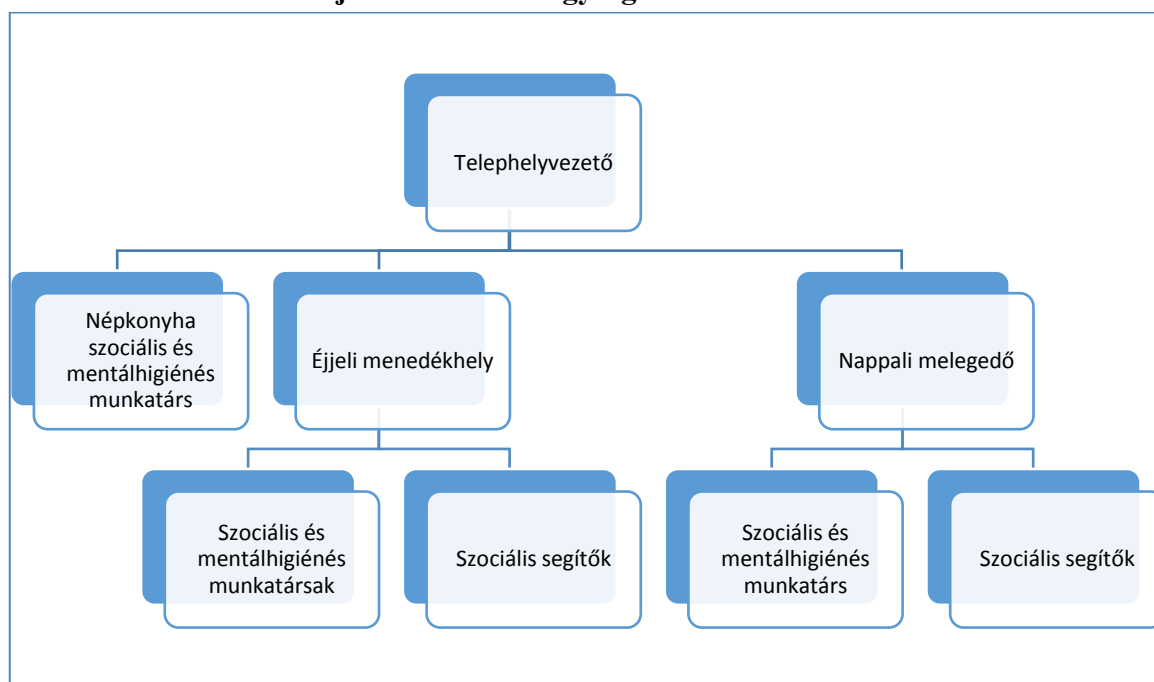 Telephelyvezető
Népkonyha
szociális és
mentálhigiénés
munkatárs
Éjjeli menedékhely
Nappali melegedő
Szociális és
mentálhigiénés
munkatársak
Szociális segítők
Szociális és
mentálhigiénés
munkatárs
Szociális segítők